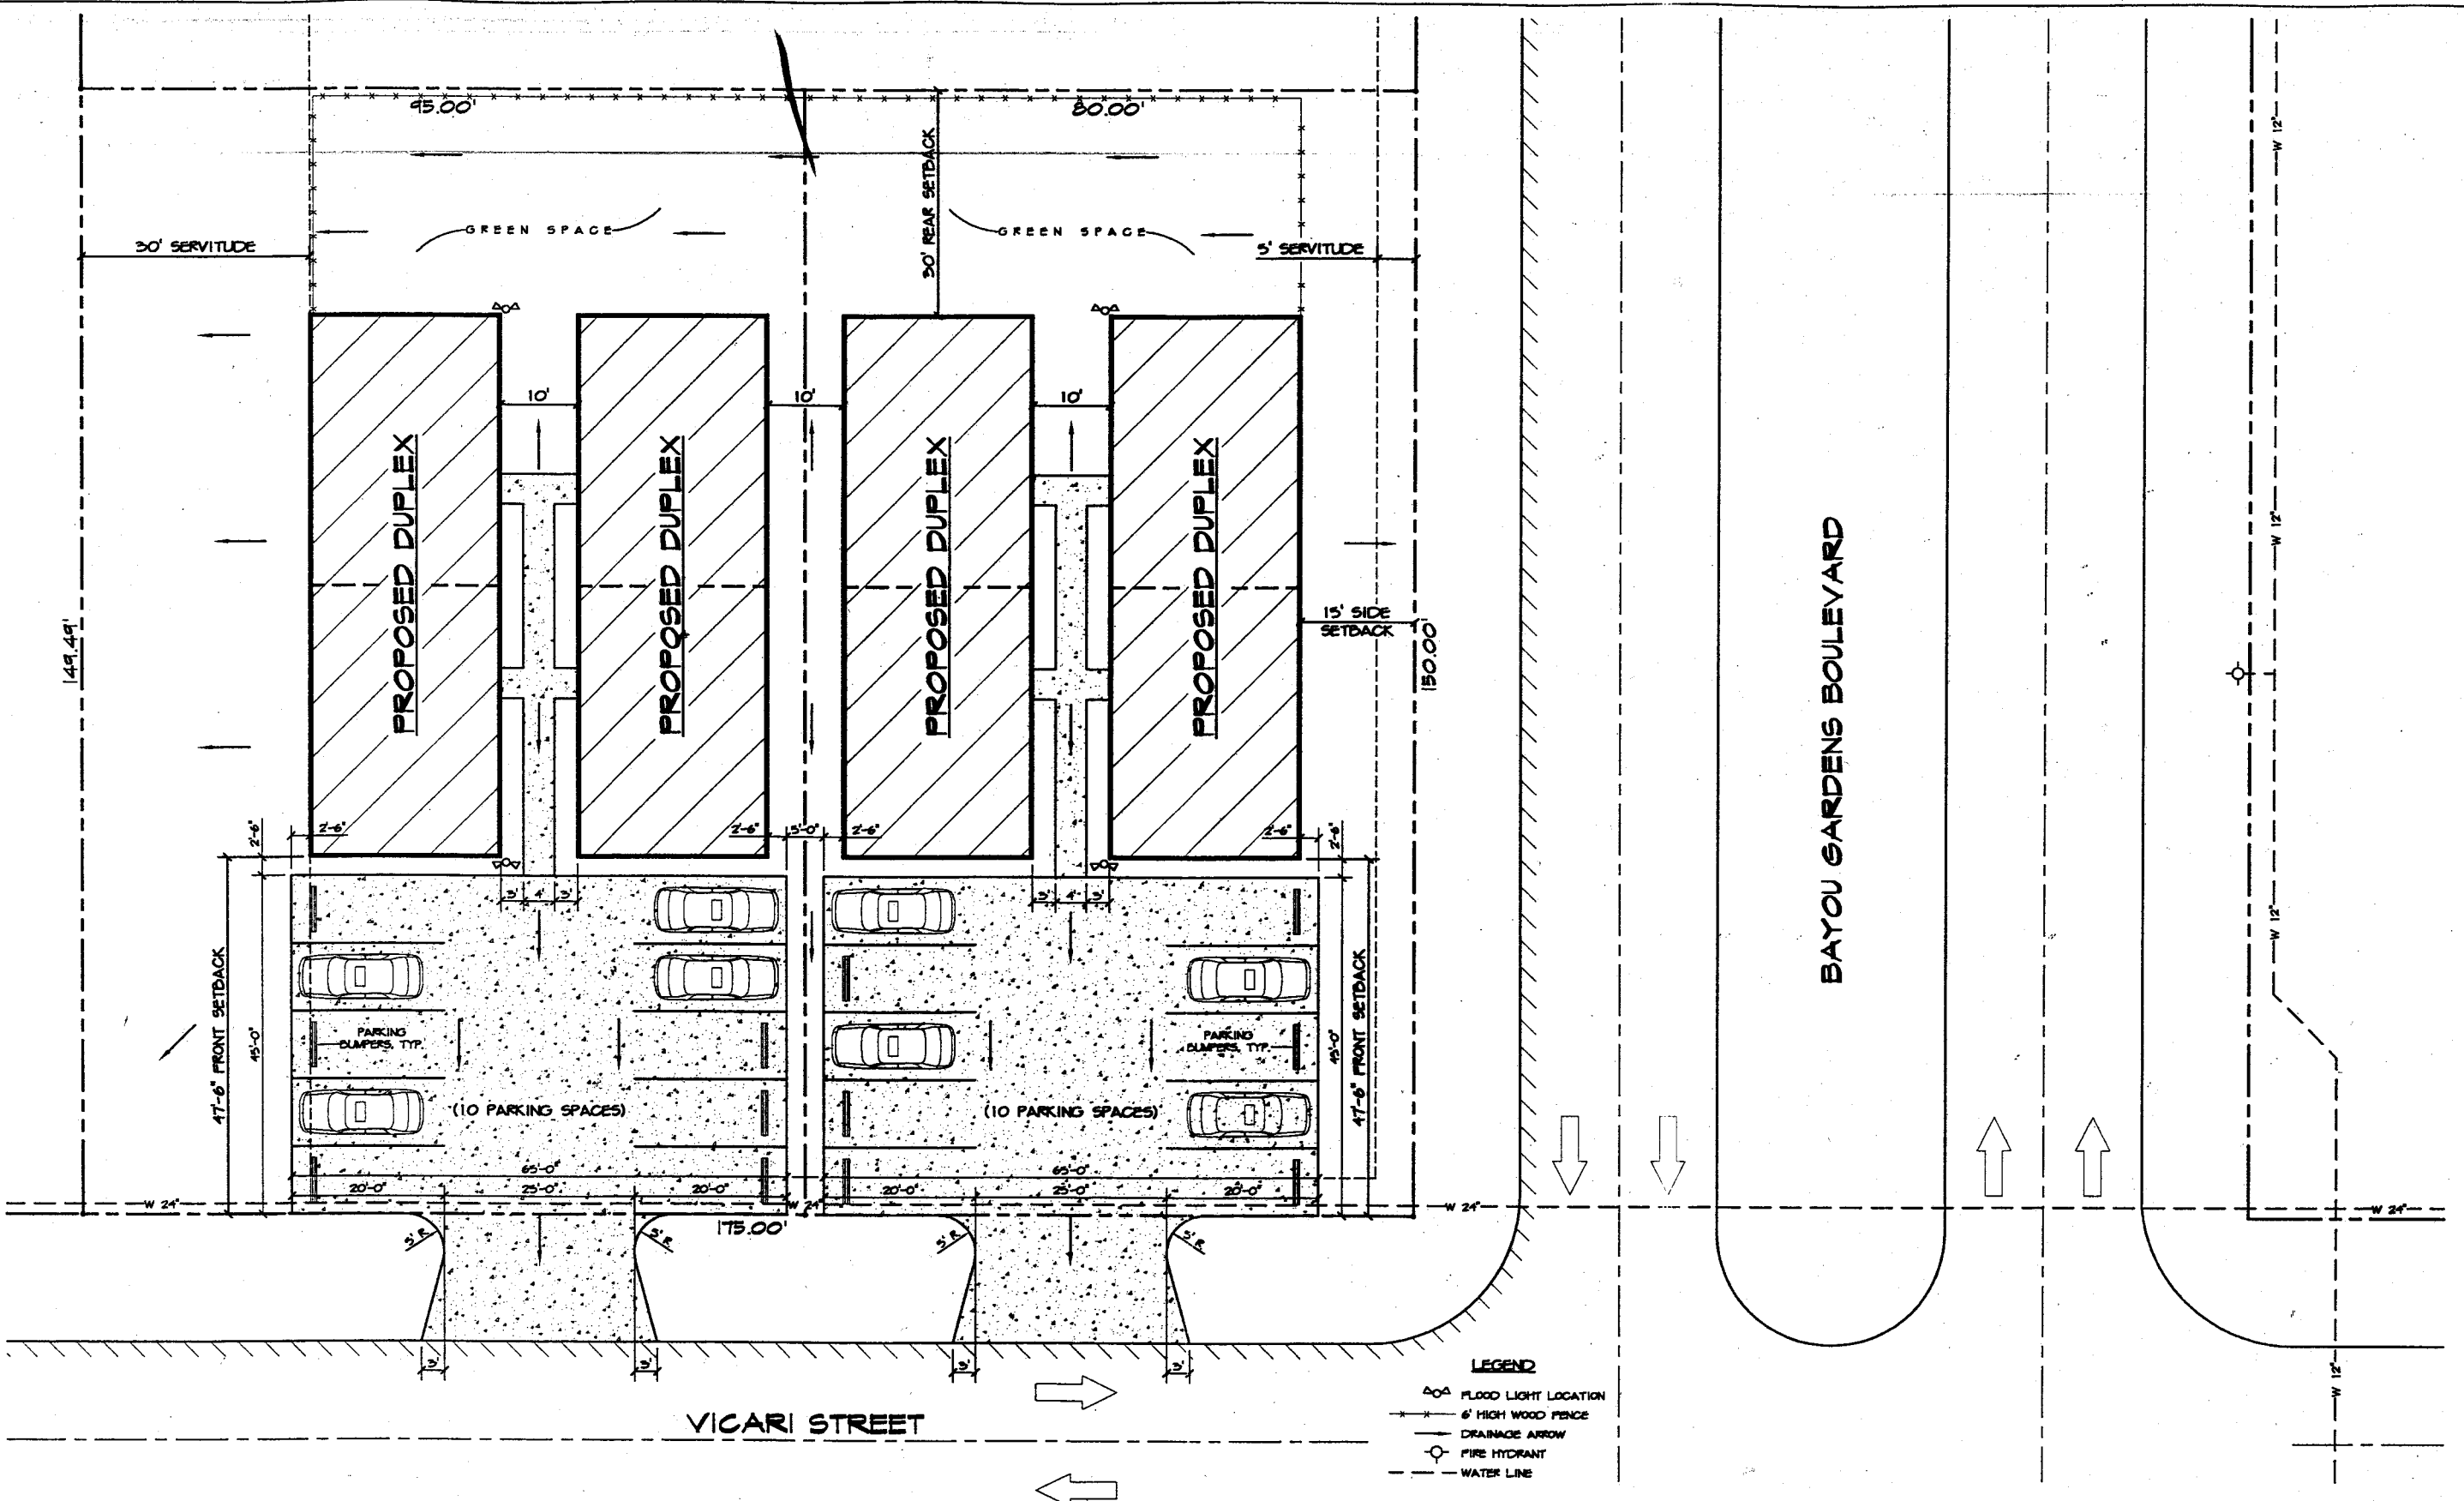 95.00'
80.00'
30' REAR SETBACK
GREEN SPACE
GREEN SPACE
30' SERVITUDE
5' SERVITUDE
W 12"
10'
10'
10'
PROPOSED DUPLEX
PROPOSED DUPLEX
PROPOSED DUPLEX
PROPOSED DUPLEX
W 12"
15' SIDE
SETBACK
149.49'
150.00'
BAYOU GARDENS BOULEVARD
2'-6"
2'-6"
2'-6"
5'-0"
2'-6"
2'-6"
2'-6"
3'
4'
3'
3'
4'
3'
W 12"
47'-6" FRONT SETBACK
45'-0"
PARKING
BUMPERS, TYP.
PARKING
BUMPERS, TYP.
45'-0"
47'-6" FRONT SETBACK
(10 PARKING SPACES)
(10 PARKING SPACES)
65'-0"
65'-0"
20'-0"
25'-0"
20'-0"
20'-0"
25'-0"
20'-0"
W 24"
W 24"
W 24"
W 24"
175.00'
5' R
5' R
5' R
5' R
3'
3'
3'
3'
W 12"
VICARI STREET
LEGEND
FLOOD LIGHT LOCATION
6' HIGH WOOD FENCE
DRAINAGE ARROW
FIRE HYDRANT
WATER LINE